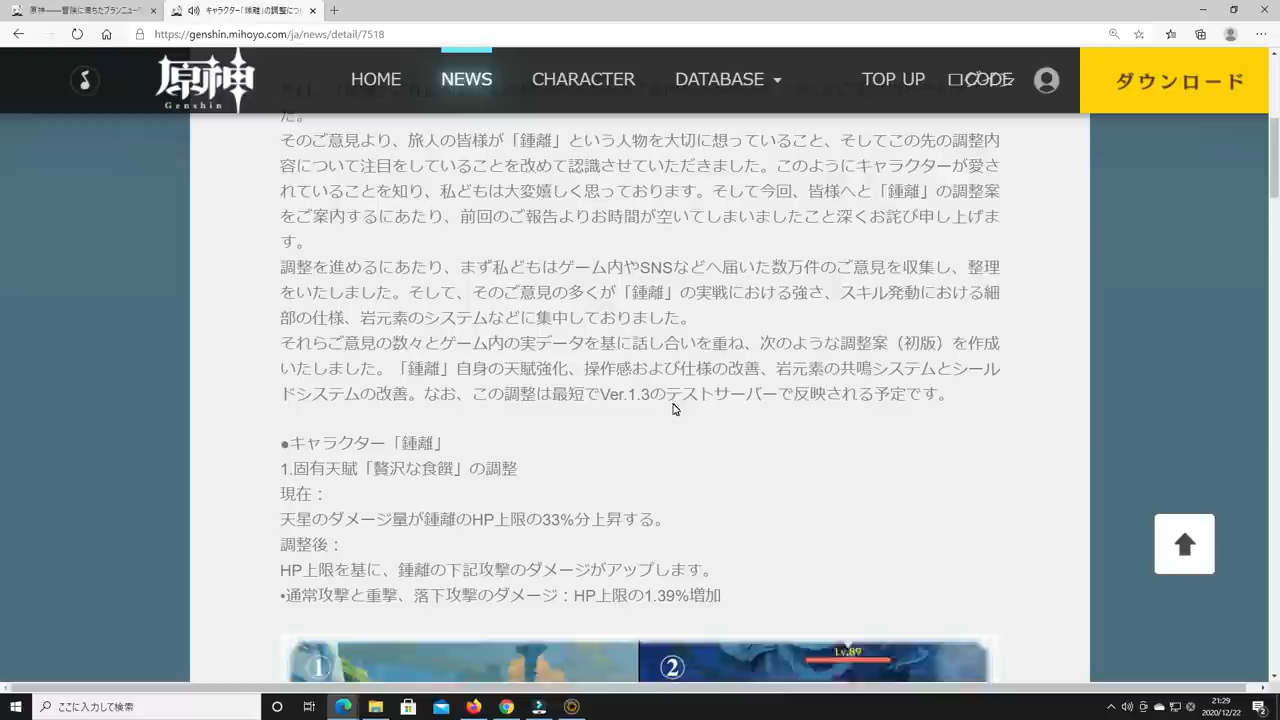 原神——冒険に満ちたブランニュー
キャラクター「鍾離」の調整につい
https://genshin.mihoyo.com/ja/news/detail/7518
原神
Genshin
HOME
NEWS
CHARACTER
DATABASE
TOP UP
CODE
ダウンロード
た。
そのご意見より、旅人の皆様が「鍾離」という人物を大切に想っていること、そしてこの先の調整内
容について注目をしていることを改めて認識させていただきました。このようにキャラクターが愛さ
れていることを知り、私どもは大変嬉しく思っております。そして今回、皆様へと「鍾離」の調整案
をご案内するにあたり、前回のご報告よりお時間が空いてしまいましたこと深くお詫び申し上げま
す。
調整を進めるにあたり、まず私どもはゲーム内やSNSなどへ届いた数万件のご意見を収集し、整理
をいたしました。そして、そのご意見の多くが「鍾離」の実戦における強さ、スキル発動における細
部の仕様、岩元素のシステムなどに集中しておりました。
それらご意見の数々とゲーム内の実データを基に話し合いを重ね、次のような調整案（初版）を作成
いたしました。「鍾離」自身の天賦強化、操作感および仕様の改善、岩元素の共鳴システムとシール
ドシステムの改善。なお、この調整は最短でVer.1.3のテストサーバーで反映される予定です。
●キャラクター「鍾離」
1.固有天賦「贅沢な食饌」の調整
現在：
天星のダメージ量が鍾離のHP上限の33%分上昇する。
調整後：
HP上限を基に、鍾離の下記攻撃のダメージがアップします。
•通常攻撃と重撃、落下攻撃のダメージ：HP上限の1.39%増加
1
2
Lv.89
ここに入力して検索
21:29
2020/12/22
2